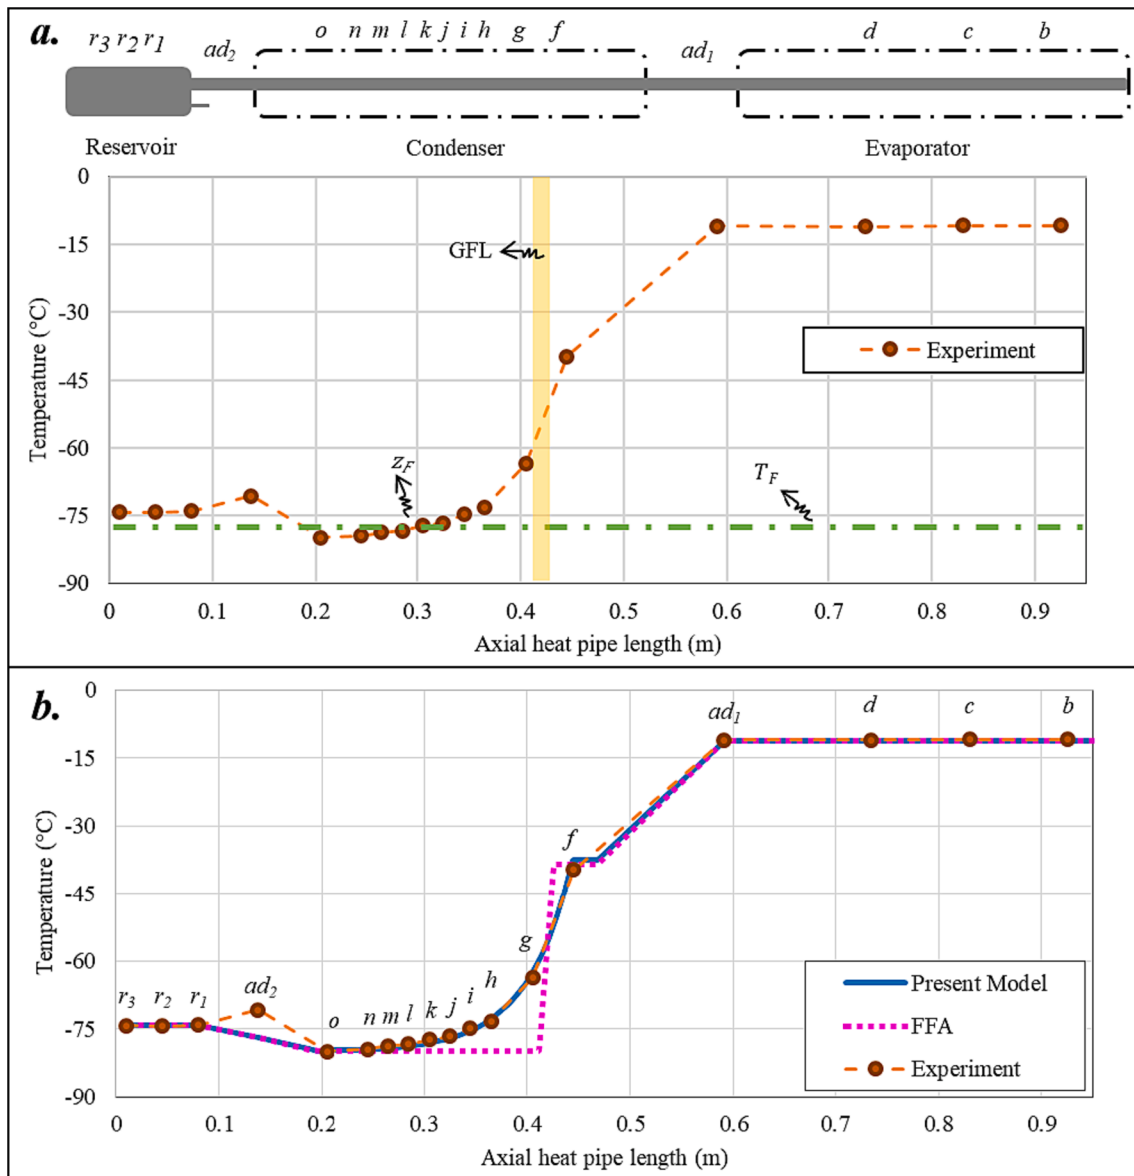 a.
r3 r2 r1 ad2 o n m l k j i h g f ad1 d c b
Reservoir Condenser Evaporator
0
-15
-30
-45
-60
-75
-90
Temperature (°C)
GFL
Experiment
zF
TF
0 0.1 0.2 0.3 0.4 0.5 0.6 0.7 0.8 0.9
Axial heat pipe length (m)
b.
0
-15
-30
-45
-60
-75
-90
Temperature (°C)
r3 r2 r1 ad2 o n m l k j i h g f ad1 d c b
Present Model
FFA
Experiment
0 0.1 0.2 0.3 0.4 0.5 0.6 0.7 0.8 0.9
Axial heat pipe length (m)